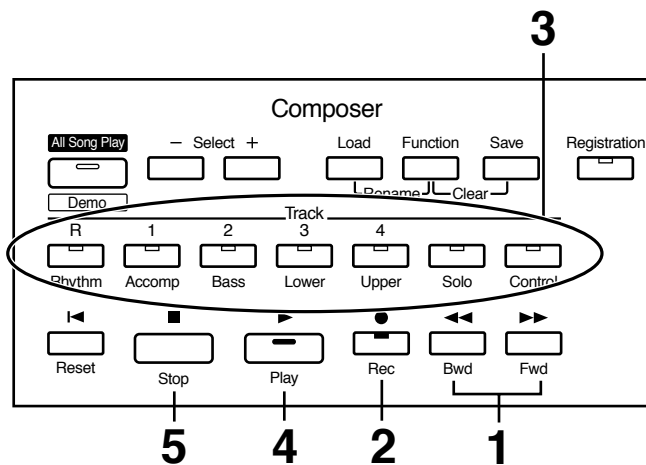 3
Composer
All Song Play − Select + Load Function Save Registration
Rename Clear
Demo
Track
R 1 2 3 4
Rhythm Accomp Bass Lower Upper Solo Control
Reset Stop Play Rec Bwd Fwd
5 4 2 1